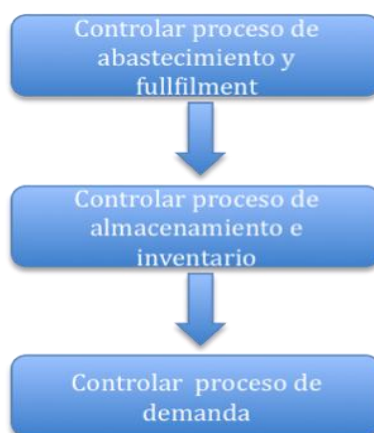 Controlar proceso de
abastecimiento y
fullfilment
Controlar proceso de
almacenamiento e
inventario
Controlar proceso de
demanda